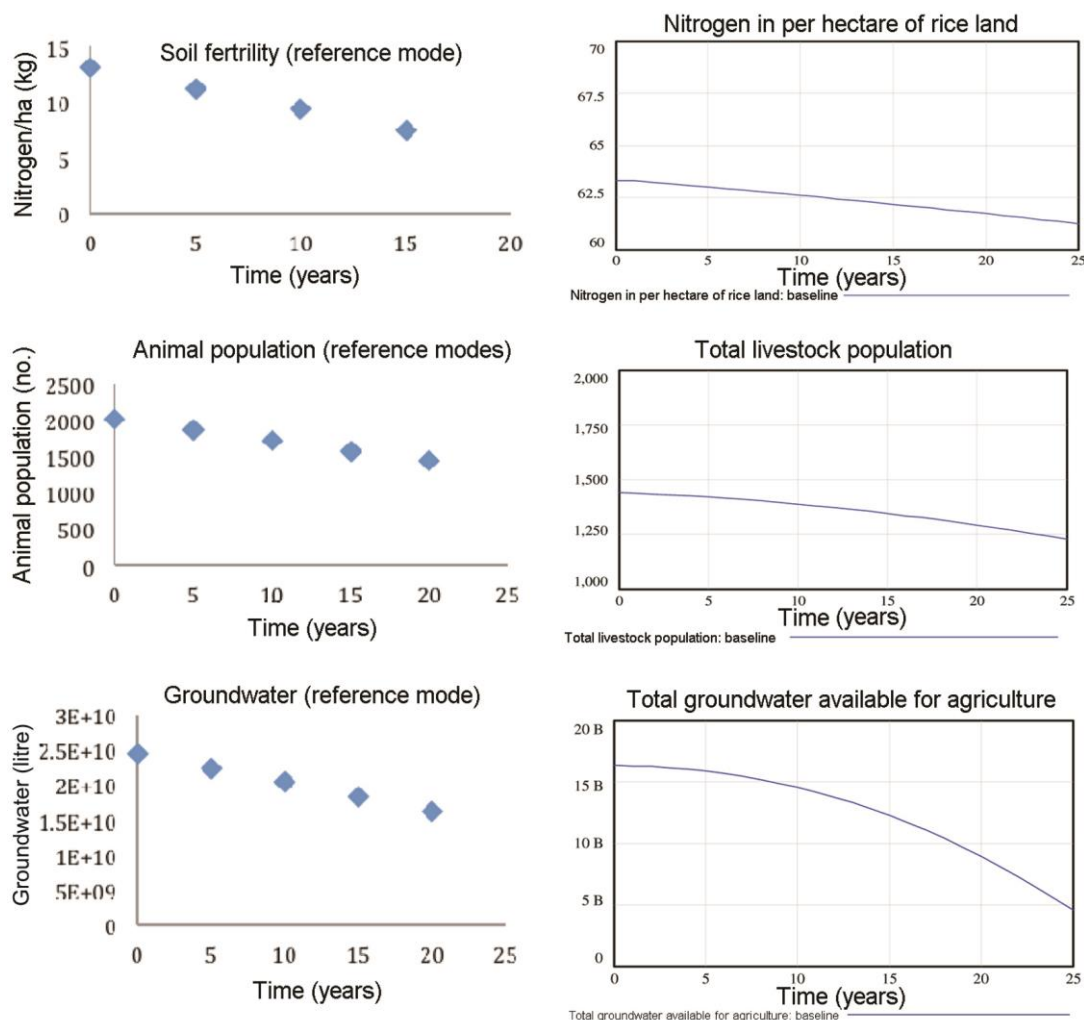 Soil fertrility (reference mode)
Nitrogen/ha (kg)
15
10
5
0
0 5 10 15 20
Time (years)
Nitrogen in per hectare of rice land
70
67.5
65
62.5
60
0 5 10 15 20 25
Time (years)
Nitrogen in per hectare of rice land: baseline
Animal population (reference modes)
Animal population (no.)
2500
2000
1500
1000
500
0
0 5 10 15 20 25
Time (years)
Total livestock population
2,000
1,750
1,500
1,250
1,000
0 5 10 15 20 25
Time (years)
Total livestock population: baseline
Groundwater (reference mode)
Groundwater (litre)
3E+10
2.5E+10
2E+10
1.5E+10
1E+10
5E+09
0
0 5 10 15 20 25
Time (years)
Total groundwater available for agriculture
20 B
15 B
10 B
5 B
0
0 5 10 15 20 25
Time (years)
Total groundwater available for agriculture: baseline